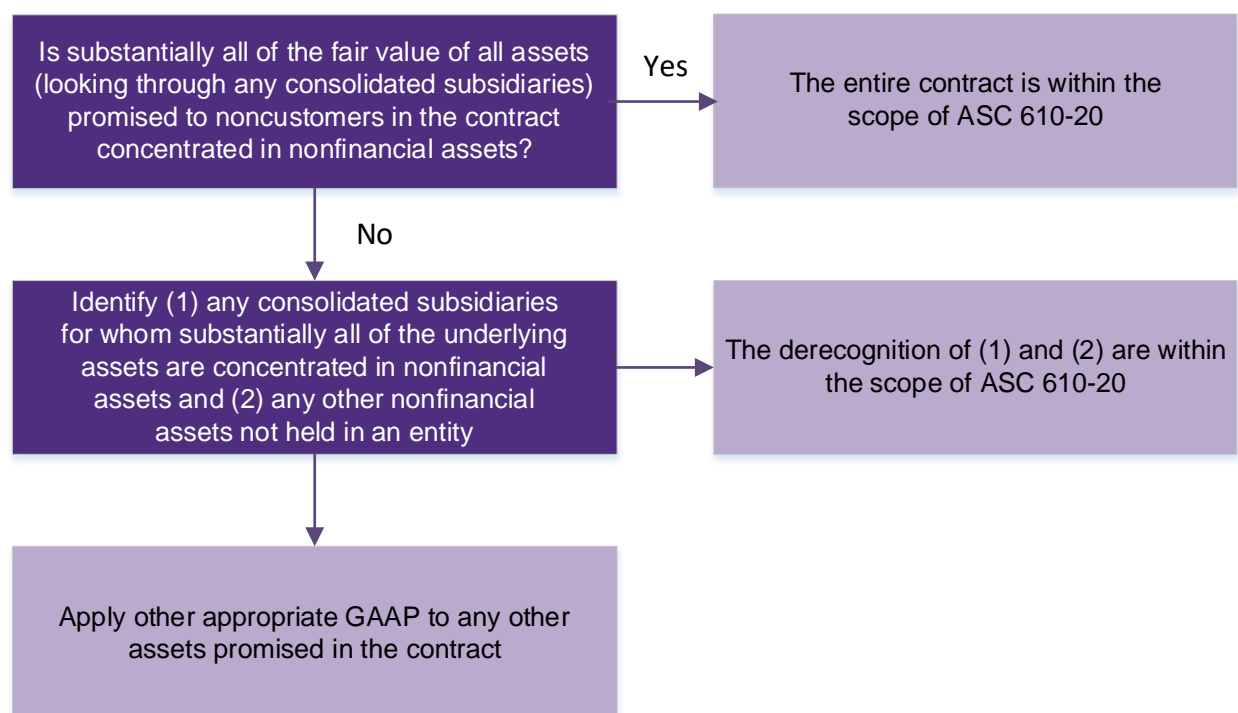 Is substantially all of the fair value of all assets
(looking through any consolidated subsidiaries)
promised to noncustomers in the contract
concentrated in nonfinancial assets?
Yes
The entire contract is within the
scope of ASC 610-20
No
Identify (1) any consolidated subsidiaries
for whom substantially all of the underlying
assets are concentrated in nonfinancial
assets and (2) any other nonfinancial
assets not held in an entity
The derecognition of (1) and (2) are within
the scope of ASC 610-20
Apply other appropriate GAAP to any other
assets promised in the contract